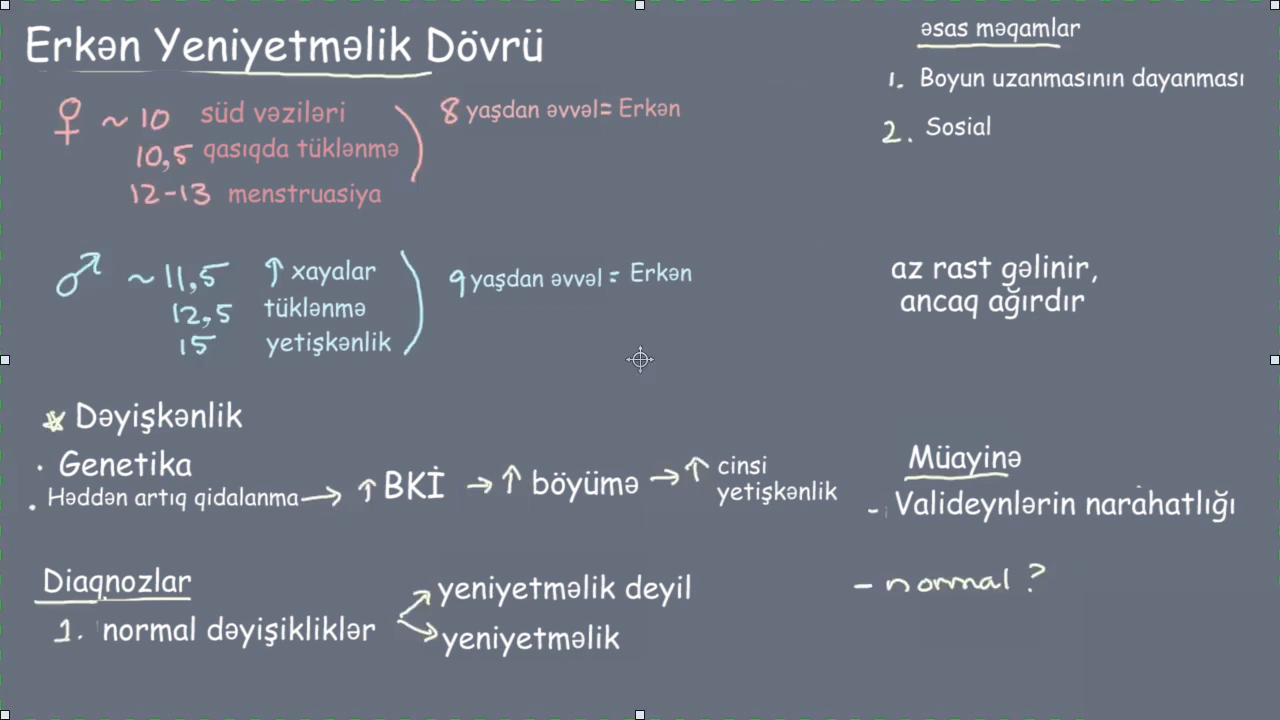 Erkən Yeniyetməlik Dövrü
♀ ~ 10 süd vəziləri
10,5 qasıqda tüklənmə
12-13 menstruasiya
8 yaşdan əvvəl= Erkən
♂ ~ 11,5 ↑ xayalar
12,5 tüklənmə
15 yetişkənlik
9 yaşdan əvvəl = Erkən
əsas məqamlar
1. Boyun uzanmasının dayanması
2. Sosial
az rast gəlinir,
ancaq ağırdır
* Dəyişkənlik
· Genetika
. Həddən artıq qidalanma → ↑ BKİ → ↑ böyümə → ↑ cinsi
yetişkənlik
Müayinə
- Valideynlərin narahatlığı
- normal ?
Diaqnozlar
1. normal dəyişikliklər
yeniyetməlik deyil
yeniyetməlik